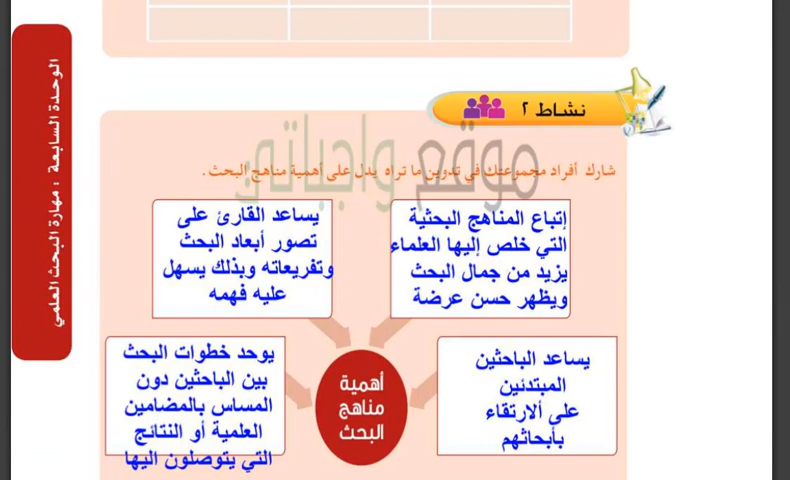 الوحدة السابعة : مهارة البحث العلمي
نشاط ٢
موقع واجباتي
شارك أفراد مجموعتك في تدوين ما تراه يدل على أهمية مناهج البحث .
إتباع المناهج البحثية
التي خلص إليها العلماء
يزيد من جمال البحث
ويظهر حسن عرضة
يساعد القارئ على
تصور أبعاد البحث
وتفريعاته وبذلك يسهل
عليه فهمه
يساعد الباحثين
المبتدئين
على ألارتقاء
بأبحاثهم
يوحد خطوات البحث
بين الباحثين دون
المساس بالمضامين
العلمية أو النتائج
التي يتوصلون اليها
أهمية
مناهج
البحث